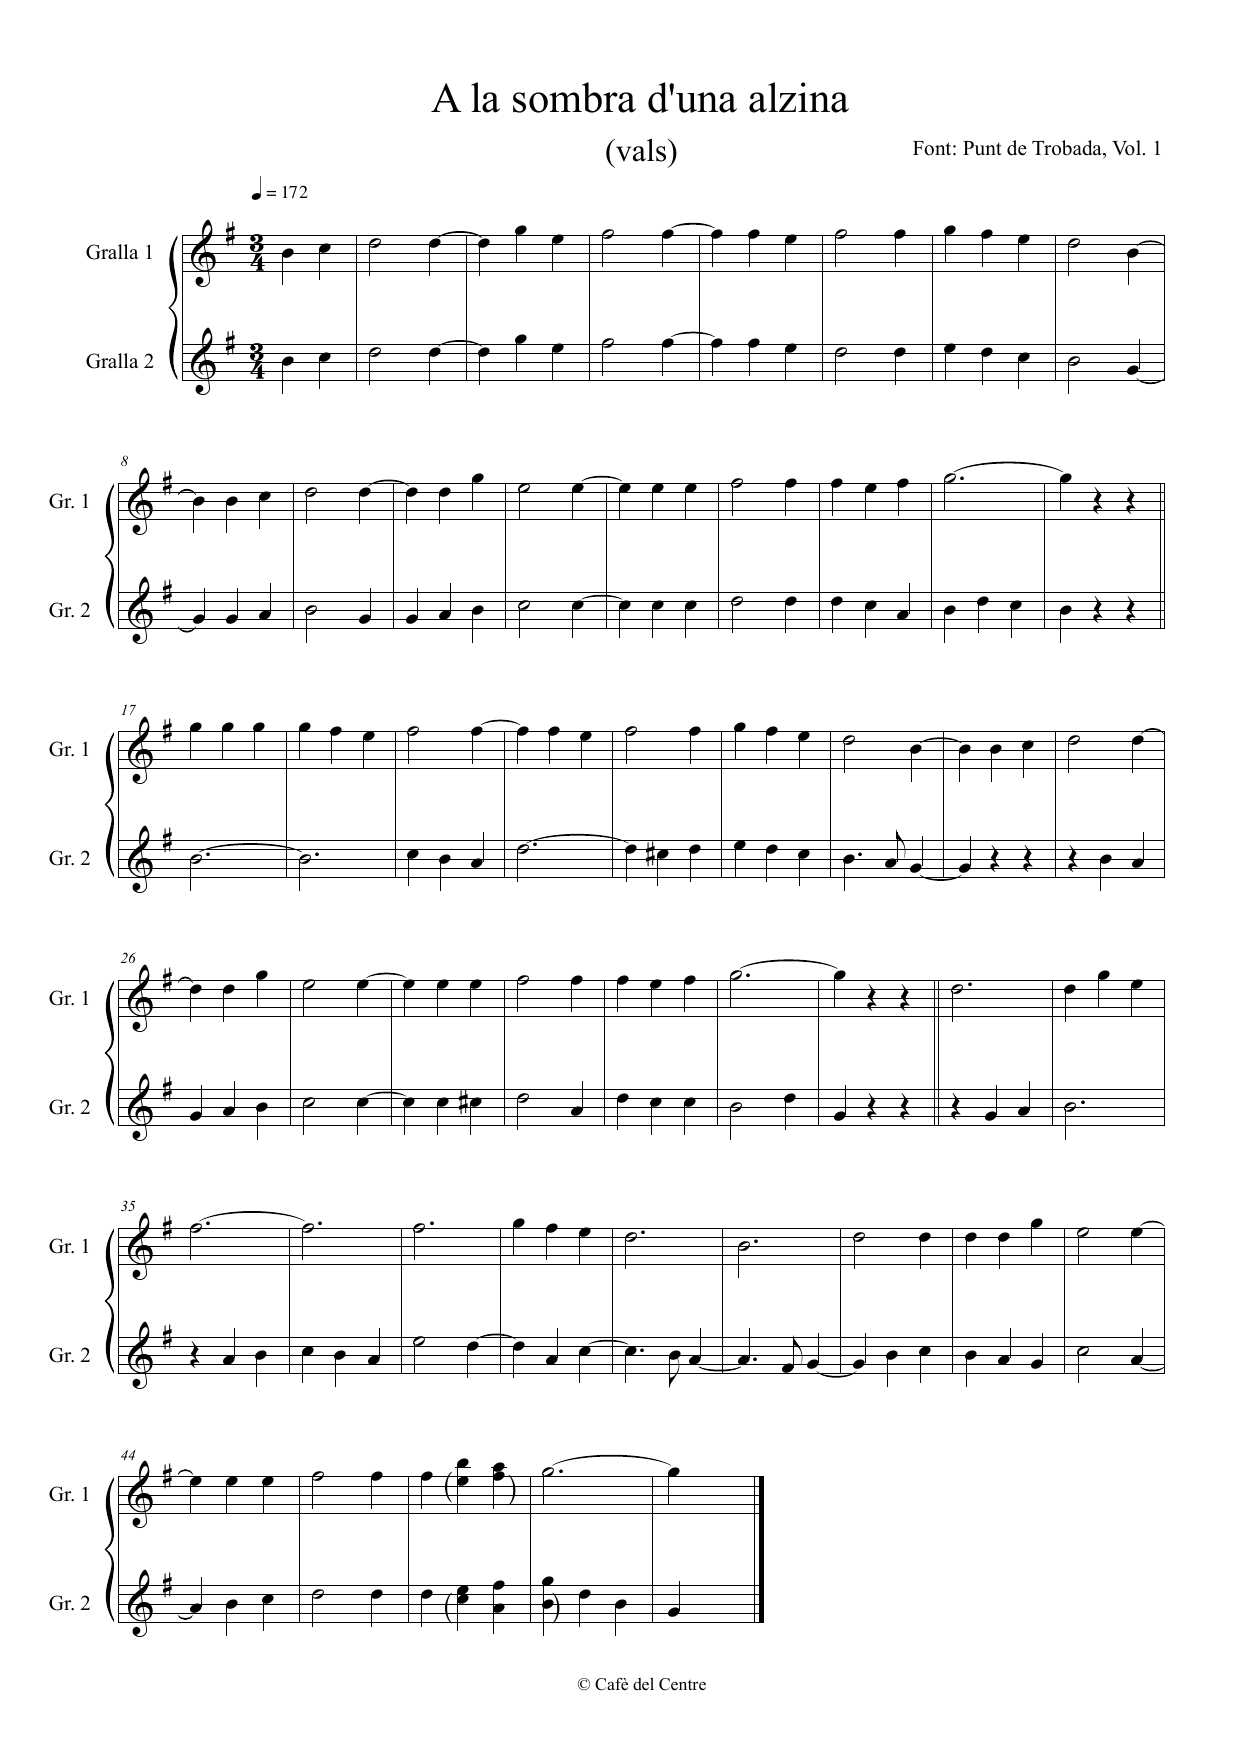 A la sombra d'una alzina
(vals)
Font: Punt de Trobada, Vol. 1
= 172
Gralla 1
3
4
Gralla 2
3
4
8
Gr. 1
Gr. 2
17
Gr. 1
Gr. 2
26
Gr. 1
Gr. 2
35
Gr. 1
Gr. 2
44
Gr. 1
Gr. 2
© Cafè del Centre